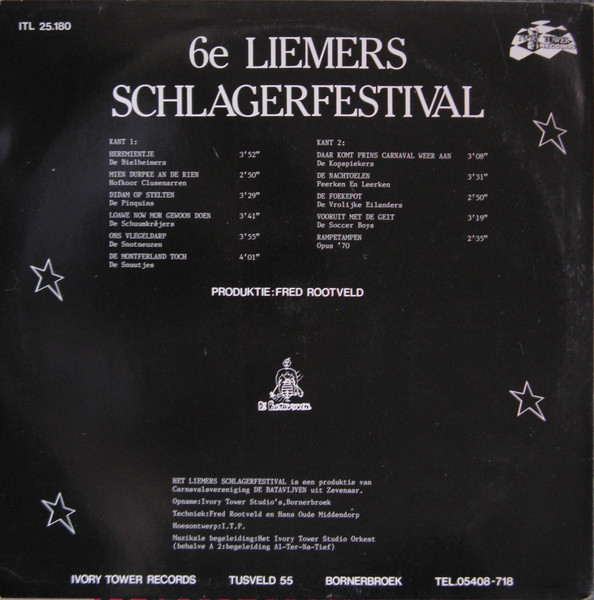 ITL 25.180
TOWER
RECORDS
6e LIEMERS
SCHLAGERFESTIVAL
KANT 1:
HEREMIENTJE 3'52"
De Bielheimers
MIEN DURPKE AN DE RIEN 2'50"
Hofkoor Clusenarren
DIDAM OP STELTEN 3'29"
De Pinquins
LOAWE NOW MOR GEWOON DOEN 3'41"
De Schuumkrêjers
ONS VLEGELDARP 3'55"
De Snotneuzen
DE MONTFERLAND TOCH 4'01"
De Snuutjes
KANT 2:
DAAR KOMT PRINS CARNAVAL WEER AAN 3'08"
De Kopspiekers
DE NACHTOELEN 3'31"
Peerken En Leerken
DE FOEKEPOT 2'50"
De Vrolijke Eilanders
VOORUIT MET DE GEIT 3'19"
De Soccer Boys
RAMPETAMPEN 2'35"
Opus '70
PRODUKTIE:FRED ROOTVELD
De Batavijven
HET LIEMERS SCHLAGERFESTIVAL is een produktie van
Carnavalsvereniging DE BATAVIJVEN uit Zevenaar.
Opname:Ivory Tower Studio's,Bornerbroek
Techniek:Fred Rootveld en Hans Oude Middendorp
Hoesontwerp:I.T.P.
Muzikale begeleiding:Het Ivory Tower Studio Orkest
(behalve A 2:begeleiding Al-Ter-Na-Tief)
IVORY TOWER RECORDS TUSVELD 55 BORNERBROEK TEL.05408-718